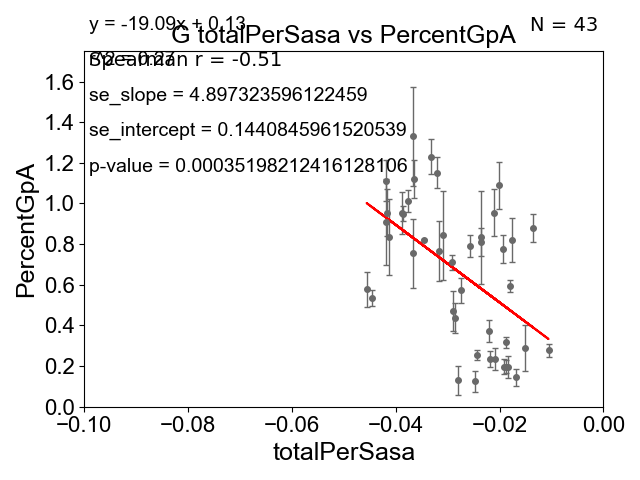 y = -19.09x + 0.13
N = 43
G totalPerSasa vs PercentGpA
Spearman r = -0.51
se_slope = 4.897323596122459
se_intercept = 0.1440845961520539
p-value = 0.00035198212416128106
PercentGpA
1.6
1.4
1.2
1.0
0.8
0.6
0.4
0.2
0.0
−0.10 −0.08 −0.06 −0.04 −0.02 0.00
totalPerSasa